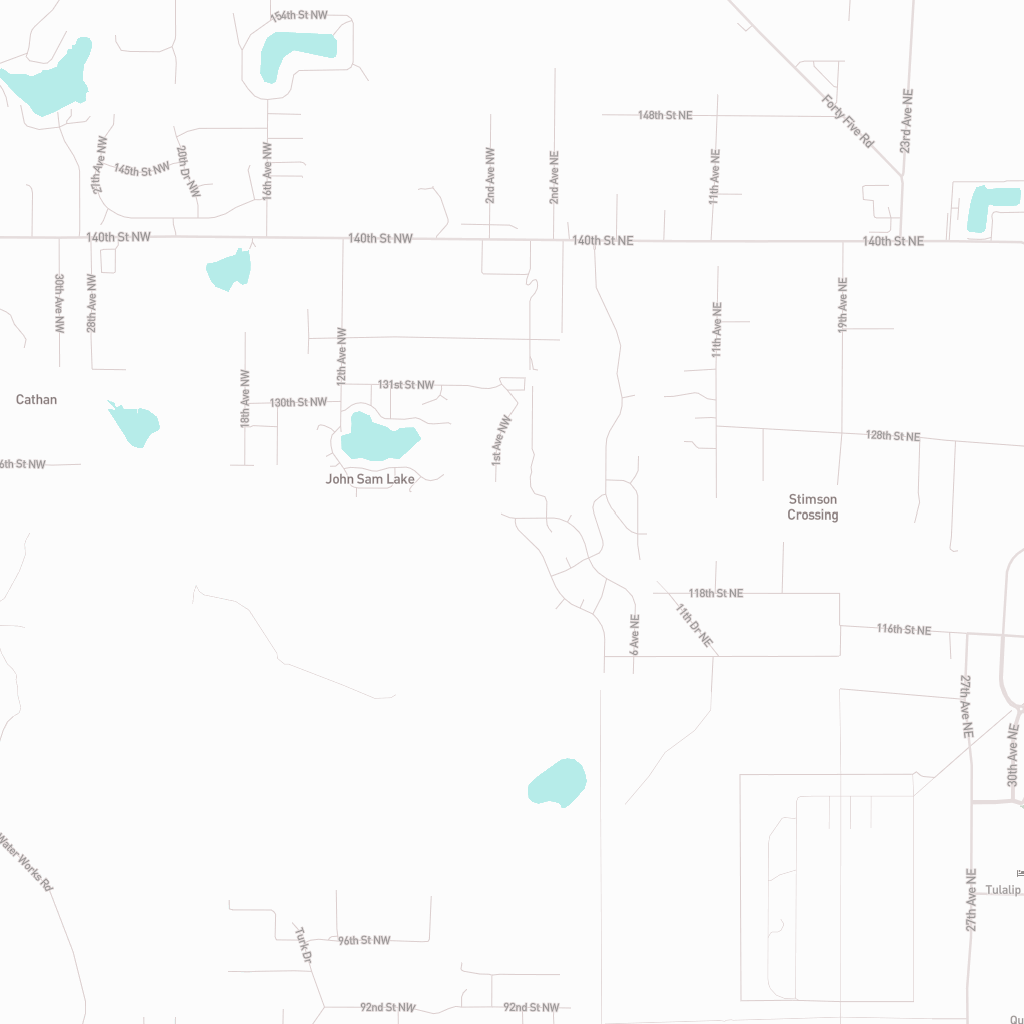 154th St NW
Forty Five Rd
23rd Ave NE
148th St NE
27th Ave NW
145th St NW
20th Dr NW
16th Ave NW
2nd Ave NW
2nd Ave NE
11th Ave NE
140th St NW
140th St NW
140th St NE
140th St NE
30th Ave NW
28th Ave NW
12th Ave NW
11th Ave NE
19th Ave NE
131st St NW
Cathan
18th Ave NW
130th St NW
1st Ave NW
128th St NE
6th St NW
John Sam Lake
Stimson
Crossing
118th St NE
11th Dr NE
6 Ave NE
116th St NE
27th Ave NE
30th Ave NE
Water Works Rd
Tulalip
27th Ave NE
Turk Dr
96th St NW
92nd St NW
92nd St NW
Qu